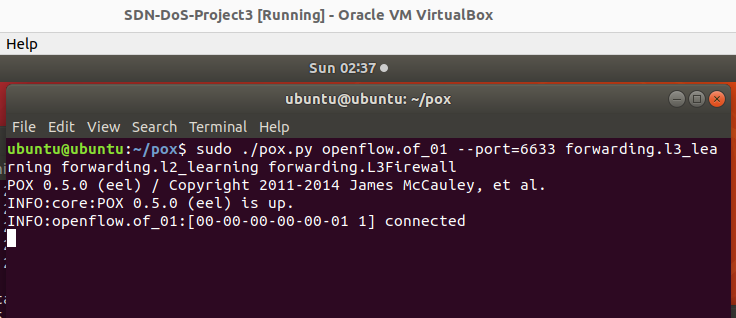 SDN-DoS-Project3 [Running] - Oracle VM VirtualBox
Help
Sun 02:37
ubuntu@ubuntu: ~/pox
File Edit View Search Terminal Help
ubuntu@ubuntu:~/pox$ sudo ./pox.py openflow.of_01 --port=6633 forwarding.l3_lea
rning forwarding.l2_learning forwarding.L3Firewall
POX 0.5.0 (eel) / Copyright 2011-2014 James McCauley, et al.
INFO:core:POX 0.5.0 (eel) is up.
INFO:openflow.of_01:[00-00-00-00-00-01 1] connected